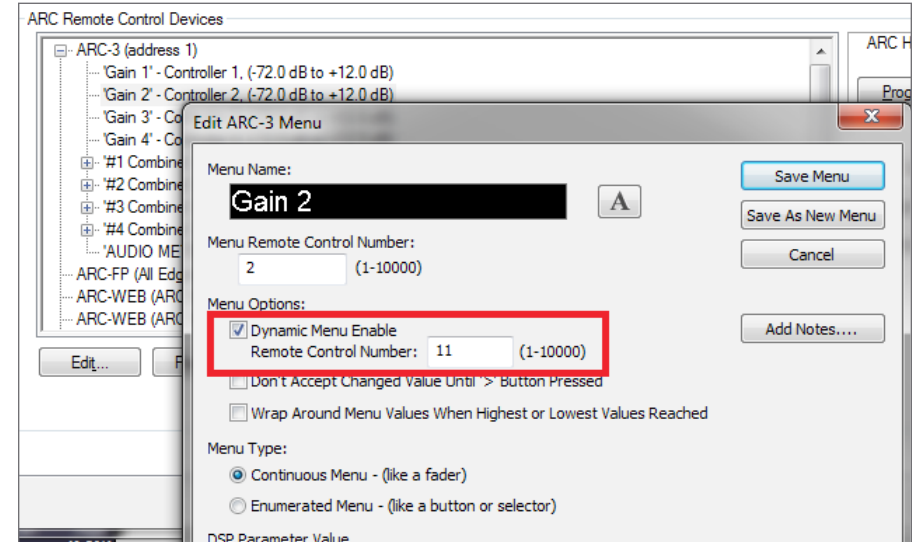 ARC Remote Control Devices
ARC-3 (address 1)
'Gain 1' - Controller 1, (-72.0 dB to +12.0 dB)
'Gain 2' - Controller 2, (-72.0 dB to +12.0 dB)
'Gain 3' - Co
'Gain 4' - Co
'#1 Combine
'#2 Combine
'#3 Combine
'#4 Combine
'AUDIO ME
ARC-FP (All Edg
ARC-WEB (ARC
ARC-WEB (ARC
ARC H
Prog
Edit...
Edit ARC-3 Menu
Menu Name:
Gain 2
A
Save Menu
Save As New Menu
Cancel
Menu Remote Control Number:
2 (1-10000)
Menu Options:
Dynamic Menu Enable
Remote Control Number: 11 (1-10000)
Add Notes....
Don't Accept Changed Value Until '>' Button Pressed
Wrap Around Menu Values When Highest or Lowest Values Reached
Menu Type:
Continuous Menu - (like a fader)
Enumerated Menu - (like a button or selector)
DSP Parameter Value